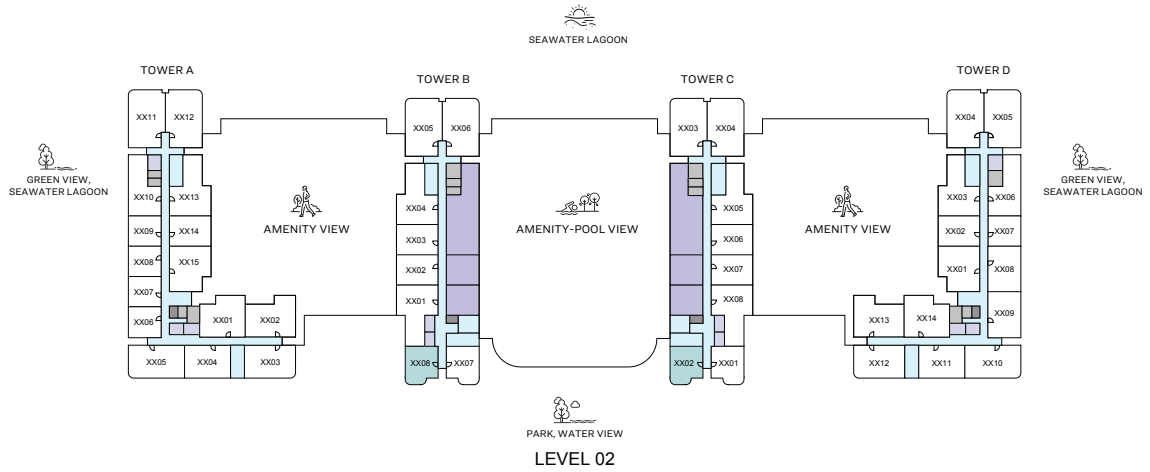 SEAWATER LAGOON
TOWER A
TOWER B
TOWER C
TOWER D
XX11
XX12
XX05
XX06
XX03
XX04
XX04
XX05
GREEN VIEW,
SEAWATER LAGOON
GREEN VIEW,
SEAWATER LAGOON
XX10
XX13
XX04
XX05
XX03
XX06
AMENITY VIEW
AMENITY-POOL VIEW
AMENITY VIEW
XX09
XX14
XX03
XX06
XX02
XX07
XX08
XX15
XX02
XX07
XX01
XX08
XX07
XX01
XX08
XX06
XX01
XX02
XX13
XX14
XX09
XX05
XX04
XX03
XX08
XX07
XX02
XX01
XX12
XX11
XX10
PARK, WATER VIEW
LEVEL 02